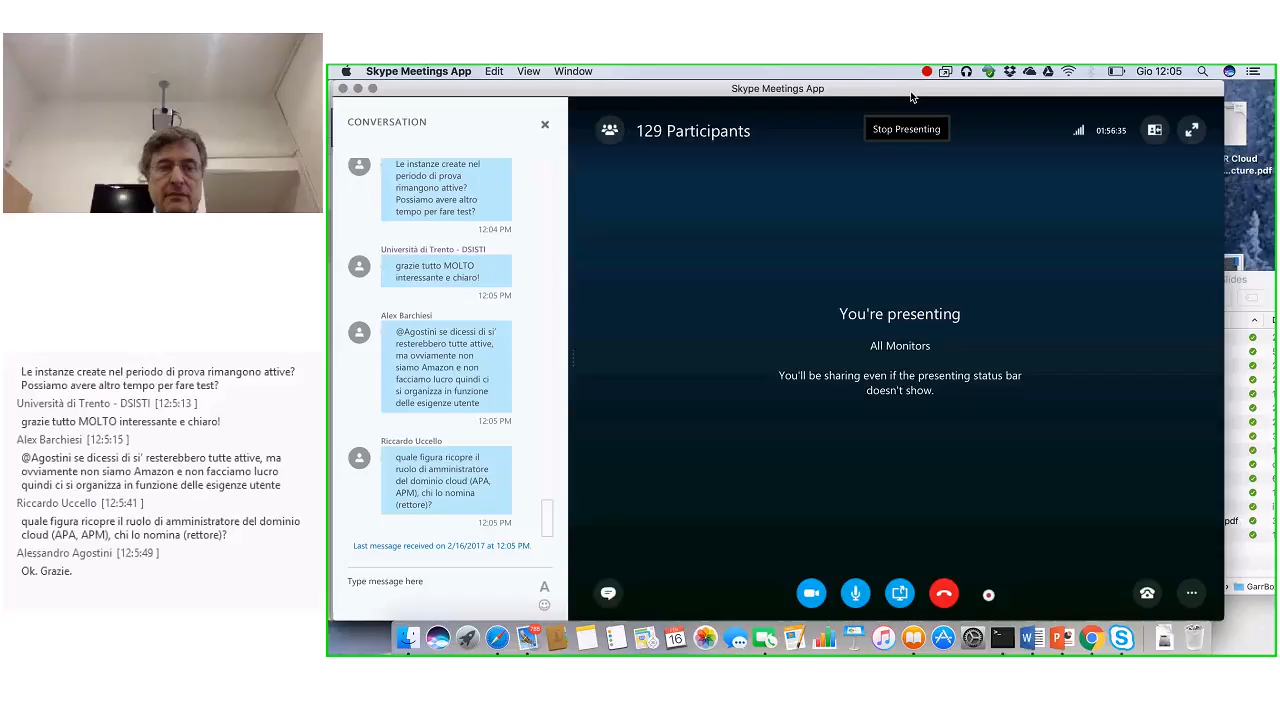 Skype Meetings App Edit View Window
Gio 12:05
Skype Meetings App
CONVERSATION
Le instanze create nel
periodo di prova
rimangono attive?
Possiamo avere altro
tempo per fare test?
12:04 PM
Università di Trento - DSISTI
grazie tutto MOLTO
interessante e chiaro!
12:05 PM
Alex Barchiesi
@Agostini se dicessi di si'
resterebbero tutte attive,
ma ovviamente non
siamo Amazon e non
facciamo lucro quindi ci
si organizza in funzione
delle esigenze utente
12:05 PM
Riccardo Uccello
quale figura ricopre il
ruolo di amministratore
del dominio cloud (APA,
APM), chi lo nomina
(rettore)?
12:05 PM
Last message received on 2/16/2017 at 12:05 PM.
Type message here
A
129 Participants
Stop Presenting
01:56:35
You're presenting
All Monitors
You'll be sharing even if the presenting status bar
doesn't show.
R Cloud
...cture.pdf
lides
pdf
GarrBo
16
Le instanze create nel periodo di prova rimangono attive?
Possiamo avere altro tempo per fare test?
Università di Trento - DSISTI [12:5:13 ]
grazie tutto MOLTO interessante e chiaro!
Alex Barchiesi [12:5:15 ]
@Agostini se dicessi di si' resterebbero tutte attive, ma
ovviamente non siamo Amazon e non facciamo lucro
quindi ci si organizza in funzione delle esigenze utente
Riccardo Uccello [12:5:41 ]
quale figura ricopre il ruolo di amministratore del dominio
cloud (APA, APM), chi lo nomina (rettore)?
Alessandro Agostini [12:5:49 ]
Ok. Grazie.